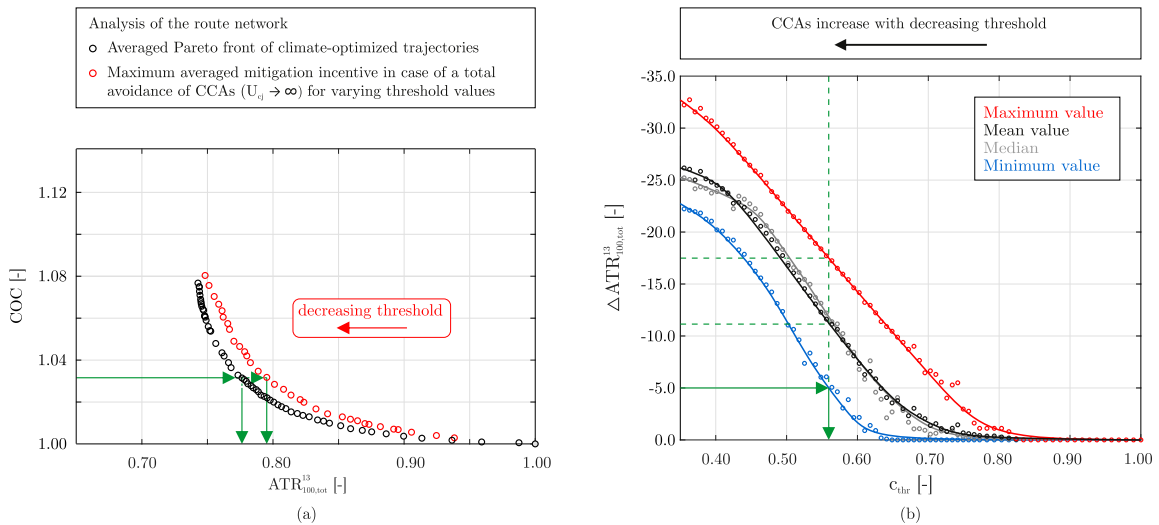 Analysis of the route network
Averaged Pareto front of climate-optimized trajectories
Maximum averaged mitigation incentive in case of a total
avoidance of CCAs (U_cj → ∞) for varying threshold values
COC [-]
1.12
1.08
1.04
1.00
decreasing threshold
0.70
0.80
0.90
1.00
ATR¹³₁₀₀,tot [-]
(a)
CCAs increase with decreasing threshold
△ATR¹³₁₀₀,tot [-]
-35.0
-30.0
-25.0
-20.0
-15.0
-10.0
-5.0
0.0
Maximum value
Mean value
Median
Minimum value
0.40
0.50
0.60
0.70
0.80
0.90
1.00
c_thr [-]
(b)